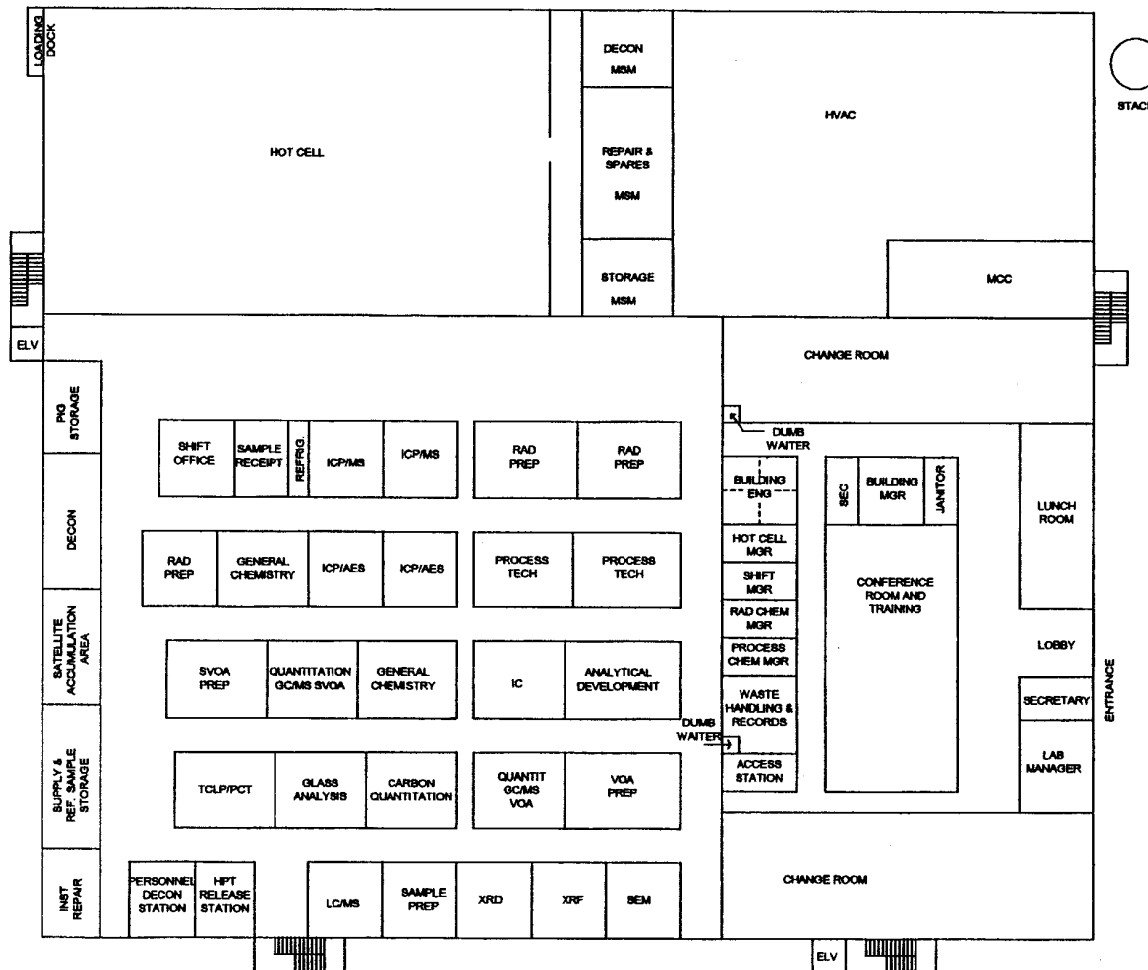 LOADING
DOCK
DECON
MSM
HVAC
STACK
HOT CELL
REPAIR &
SPARES
MSM
STORAGE
MSM
MCC
ELV
CHANGE ROOM
PIG
STORAGE
DUMB
WAITER
SHIFT
OFFICE
SAMPLE
RECEIPT
REFRIG.
ICP/MS
ICP/MS
RAD
PREP
RAD
PREP
BUILDING
ENG
SEC
BUILDING
MGR
JANITOR
LUNCH
ROOM
DECON
RAD
PREP
GENERAL
CHEMISTRY
ICP/AES
ICP/AES
PROCESS
TECH
PROCESS
TECH
HOT CELL
MGR
SHIFT
MGR
RAD CHEM
MGR
PROCESS
CHEM MGR
CONFERENCE
ROOM AND
TRAINING
SATELLITE
ACCUMULATION
AREA
SVOA
PREP
QUANTITATION
GC/MS SVOA
GENERAL
CHEMISTRY
IC
ANALYTICAL
DEVELOPMENT
WASTE
HANDLING &
RECORDS
DUMB
WAITER
ACCESS
STATION
LOBBY
ENTRANCE
SECRETARY
LAB
MANAGER
SUPPLY &
REF. SAMPLE
STORAGE
TCLP/PCT
GLASS
ANALYSIS
CARBON
QUANTITATION
QUANTIT
GC/MS
VOA
VOA
PREP
INST
REPAIR
PERSONNEL
DECON
STATION
HPT
RELEASE
STATION
LC/MS
SAMPLE
PREP
XRD
XRF
SEM
CHANGE ROOM
ELV